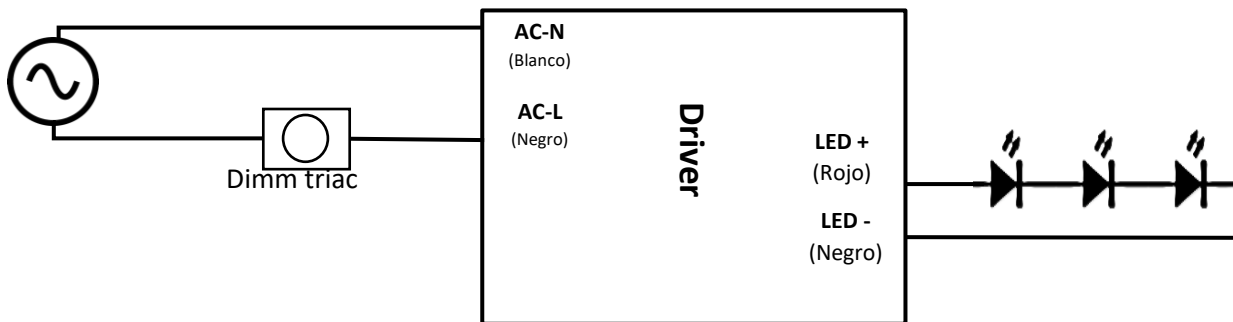 AC-N
(Blanco)
AC-L
(Negro)
Dimm triac
Driver
LED +
(Rojo)
LED -
(Negro)